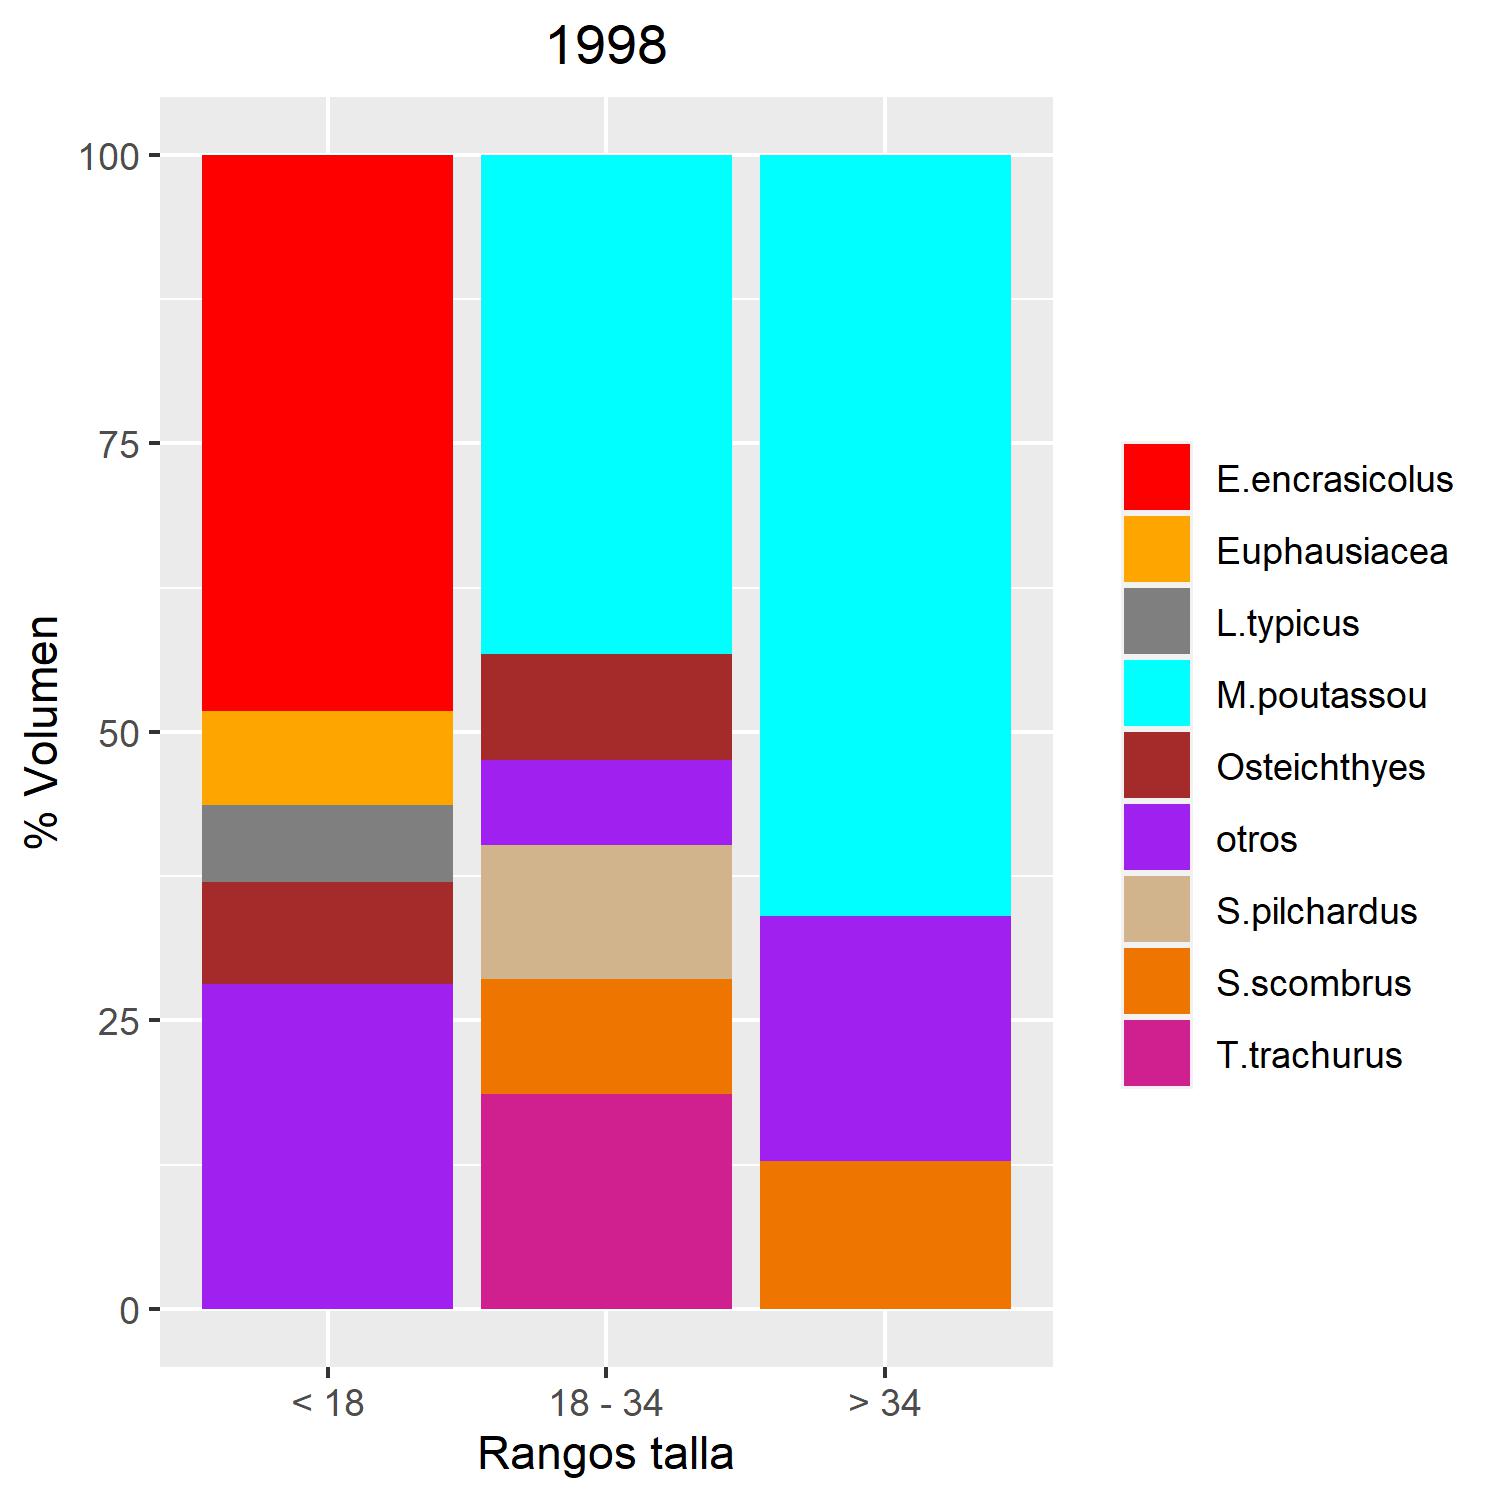 1998
100
75
50
25
0
% Volumen
< 18
18 - 34
> 34
Rangos talla
E.encrasicolus
Euphausiacea
L.typicus
M.poutassou
Osteichthyes
otros
S.pilchardus
S.scombrus
T.trachurus